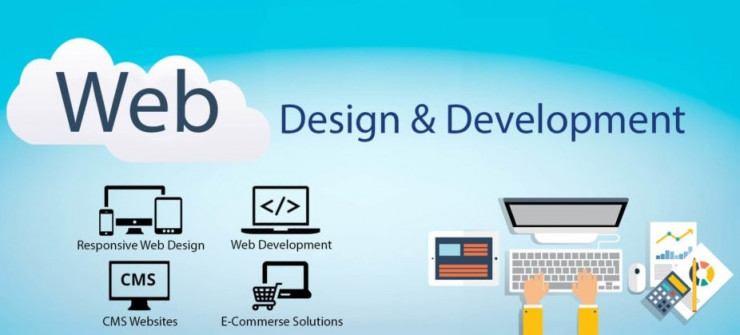 Web
Design & Development
</>
Responsive Web Design
Web Development
CMS
CMS Websites
E-Commerse Solutions